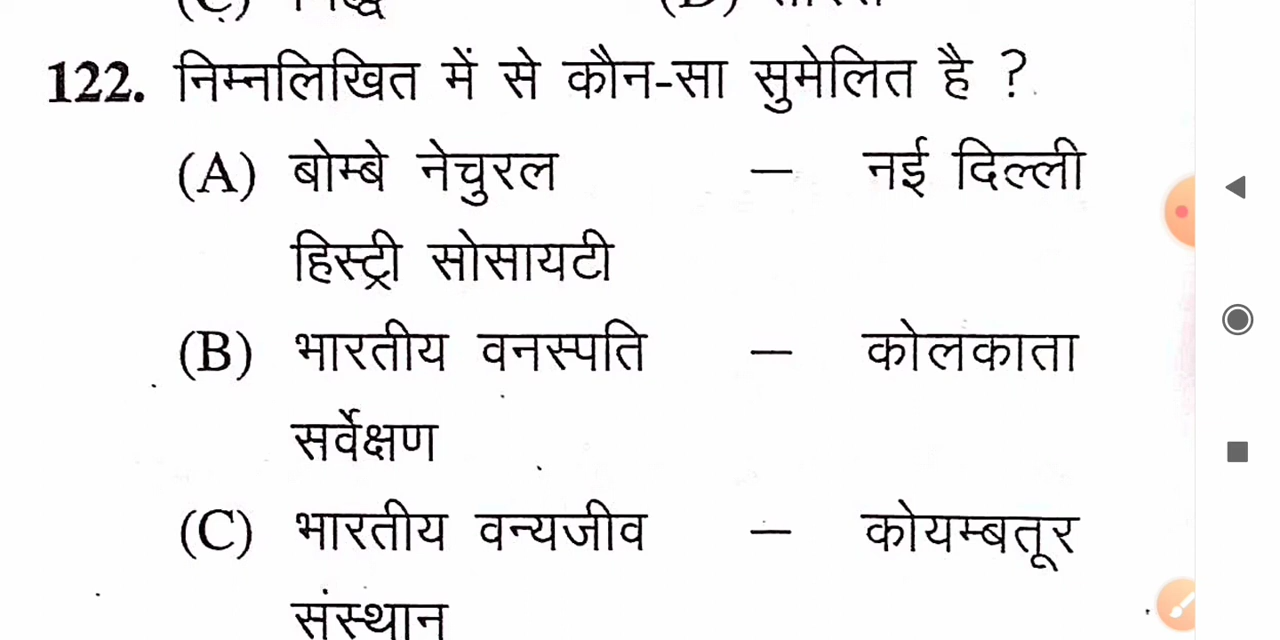 122. निम्नलिखित में से कौन-सा सुमेलित है ?
(A) बोम्बे नेचुरल – नई दिल्ली
हिस्ट्री सोसायटी
(B) भारतीय वनस्पति – कोलकाता
सर्वेक्षण
(C) भारतीय वन्यजीव – कोयम्बतूर
संस्थान